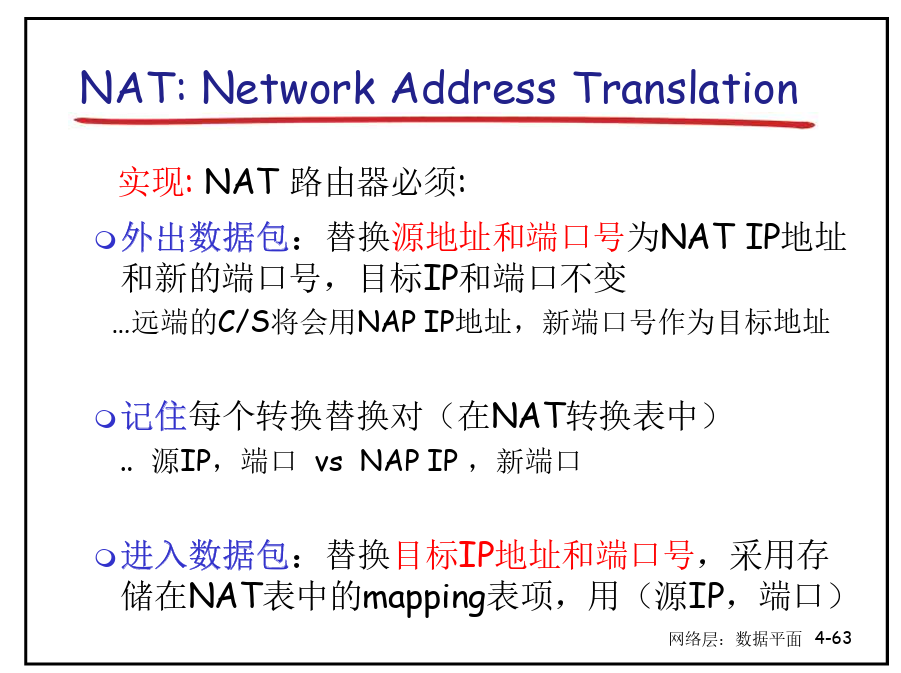 NAT: Network Address Translation
实现: NAT 路由器必须:
外出数据包：替换源地址和端口号为NAT IP地址
和新的端口号，目标IP和端口不变
…远端的C/S将会用NAP IP地址，新端口号作为目标地址
记住每个转换替换对（在NAT转换表中）
.. 源IP，端口 vs NAP IP ，新端口
进入数据包：替换目标IP地址和端口号，采用存
储在NAT表中的mapping表项，用（源IP，端口）
网络层：数据平面 4-63